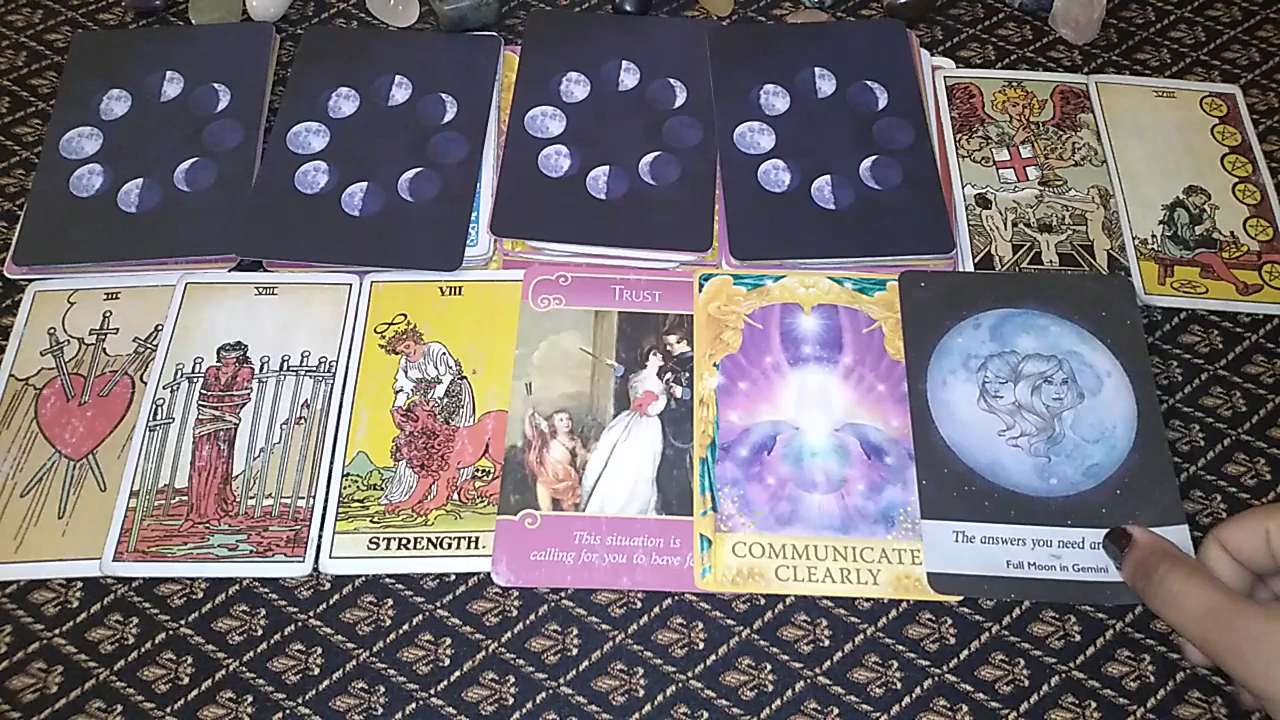 VIII
III
VIII
VIII
STRENGTH.
TRUST
This situation is
calling for you to have
COMMUNICATE
CLEARLY
The answers you need
Full Moon in Gemini